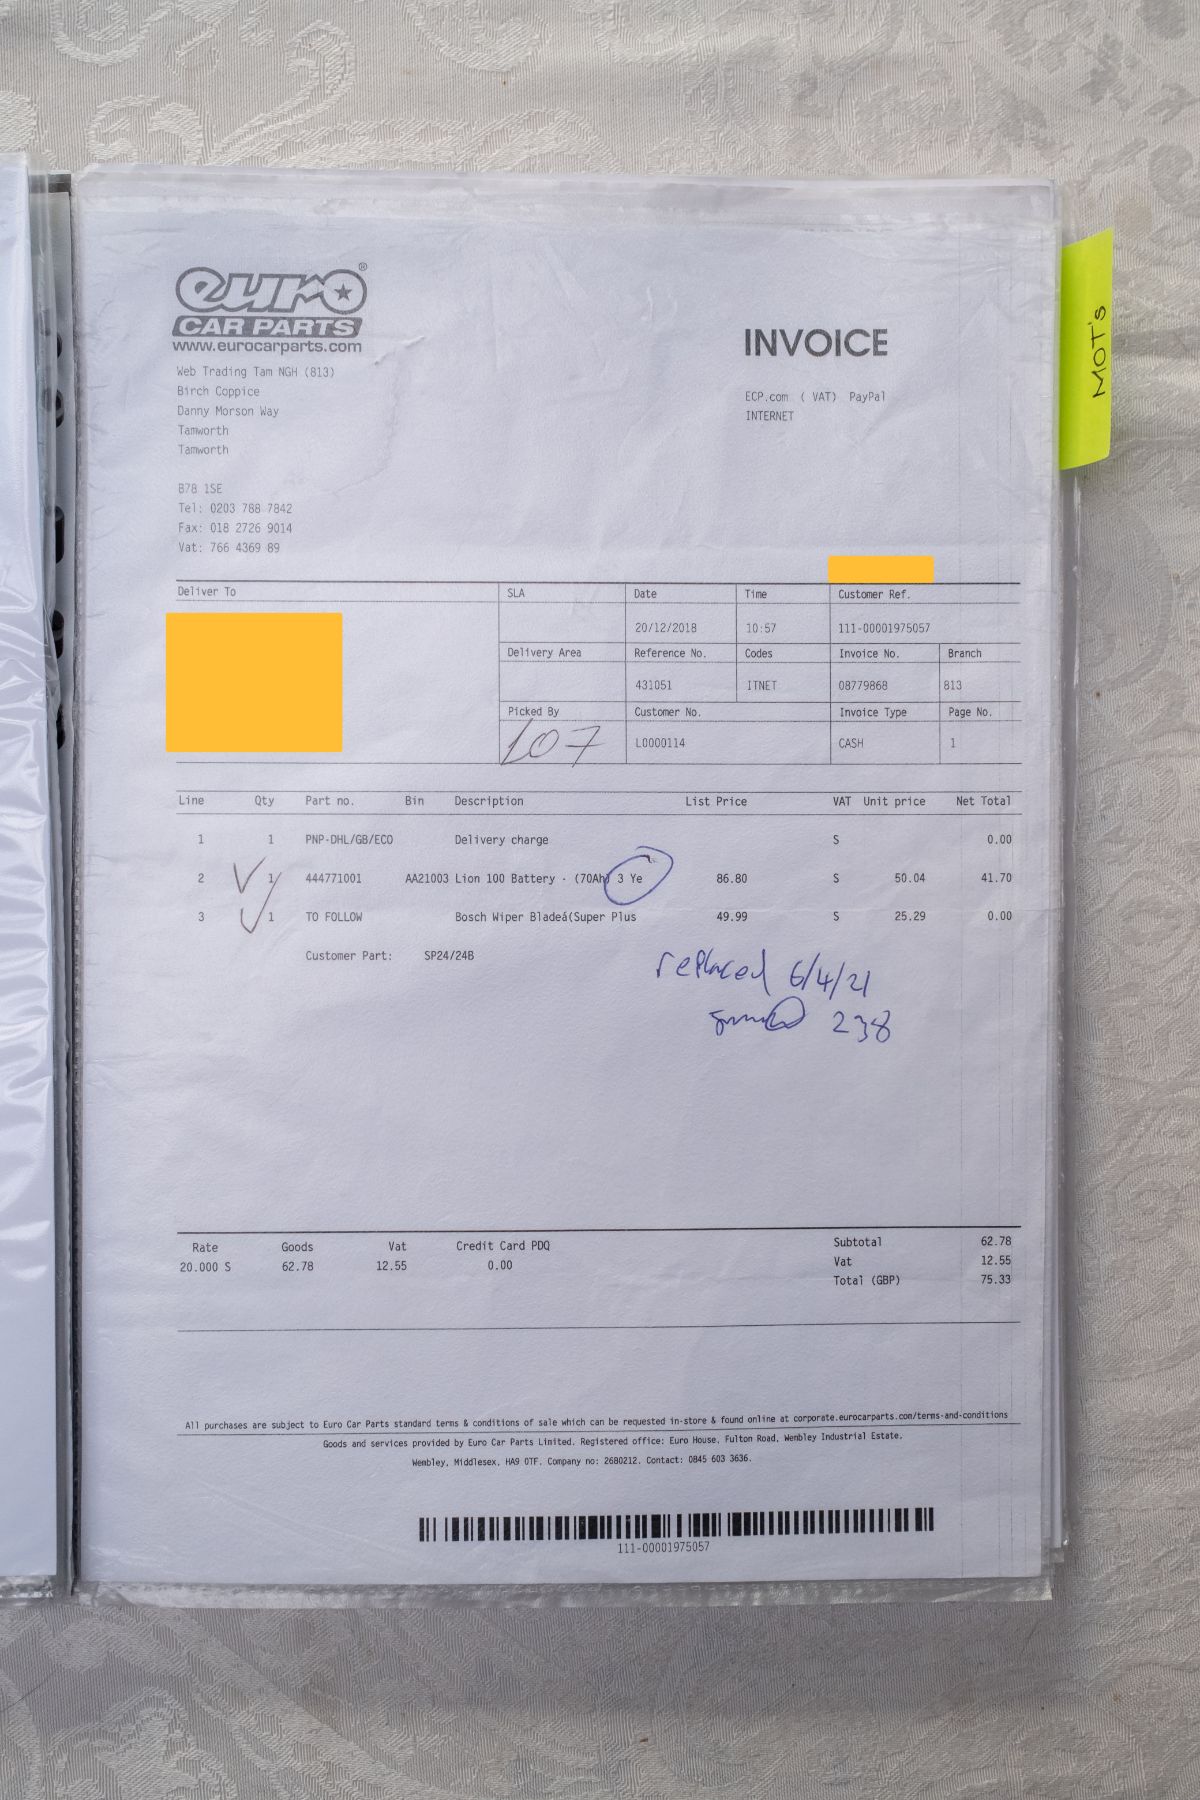 euro®
CAR PARTS
www.eurocarparts.com
INVOICE
MOT's
Web Trading Tam NGH (813)
Birch Coppice
Danny Morson Way
Tamworth
Tamworth
B78 1SE
Tel: 0203 788 7842
Fax: 018 2726 9014
Vat: 766 4369 89
ECP.com ( VAT) PayPal
INTERNET
Deliver To
SLA Date Time Customer Ref.
20/12/2018 10:57 111-00001975057
Delivery Area Reference No. Codes Invoice No. Branch
431051 ITNET 08779868 813
Picked By Customer No. Invoice Type Page No.
107 L0000114 CASH 1
Line Qty Part no. Bin Description List Price VAT Unit price Net Total
1 1 PNP-DHL/GB/ECO Delivery charge S 0.00
2 1 444771001 AA21003 Lion 100 Battery - (70Ah) 3 Ye 86.80 S 50.04 41.70
3 1 TO FOLLOW Bosch Wiper Bladeá(Super Plus 49.99 S 25.29 0.00
Customer Part: SP24/24B
replaced 6/4/21
238
Rate Goods Vat Credit Card PDQ
20.000 S 62.78 12.55 0.00
Subtotal 62.78
Vat 12.55
Total (GBP) 75.33
All purchases are subject to Euro Car Parts standard terms & conditions of sale which can be requested in-store & found online at corporate.eurocarparts.com/terms-and-conditions
Goods and services provided by Euro Car Parts Limited. Registered office: Euro House, Fulton Road, Wembley Industrial Estate,
Wembley, Middlesex, HA9 0TF. Company no: 2680212. Contact: 0845 603 3636.
111-00001975057